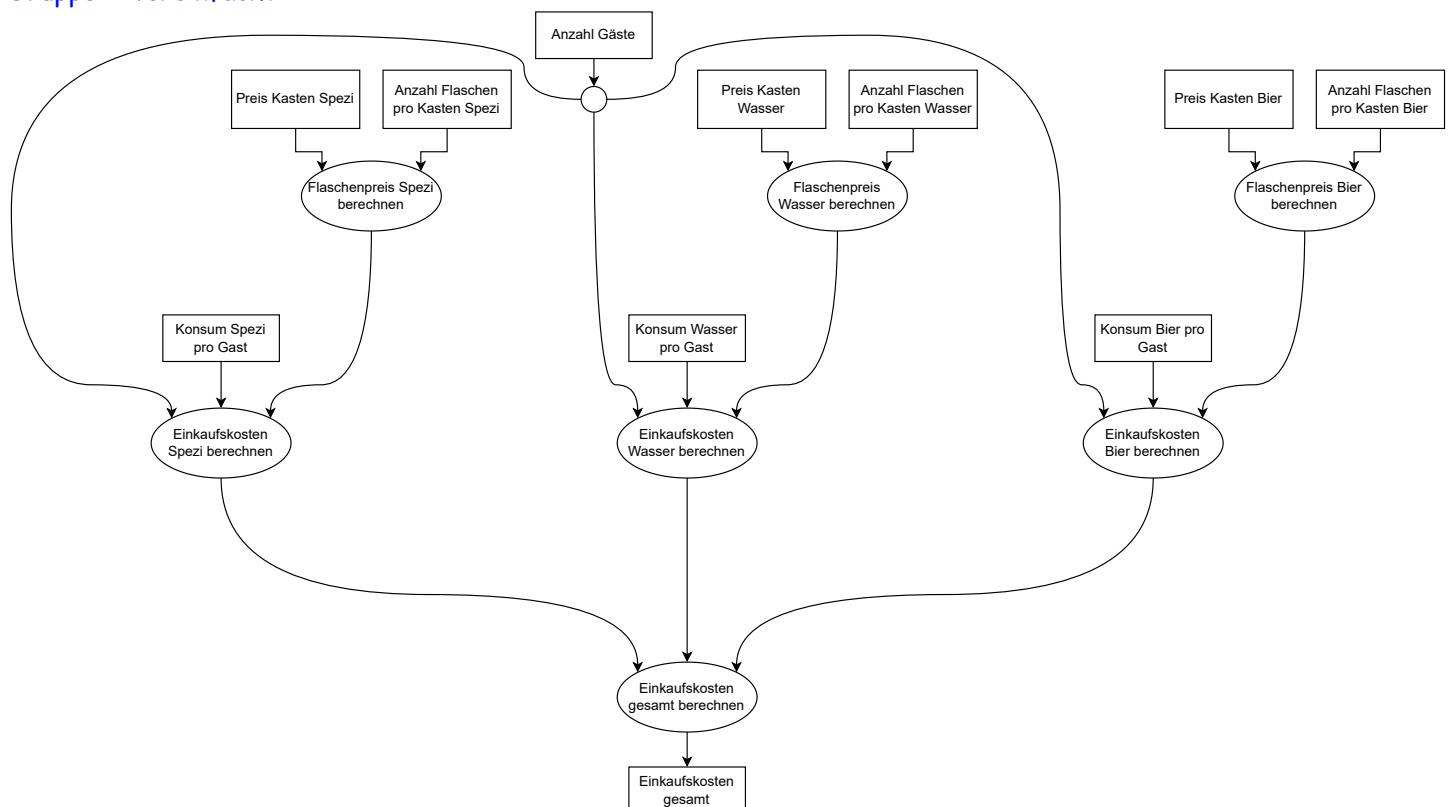 Anzahl Gäste
Preis Kasten Spezi
Anzahl Flaschen
pro Kasten Spezi
Preis Kasten
Wasser
Anzahl Flaschen
pro Kasten Wasser
Preis Kasten Bier
Anzahl Flaschen
pro Kasten Bier
Flaschenpreis Spezi
berechnen
Flaschenpreis
Wasser berechnen
Flaschenpreis Bier
berechnen
Konsum Spezi
pro Gast
Konsum Wasser
pro Gast
Konsum Bier pro
Gast
Einkaufskosten
Spezi berechnen
Einkaufskosten
Wasser berechnen
Einkaufskosten
Bier berechnen
Einkaufskosten
gesamt berechnen
Einkaufskosten
gesamt